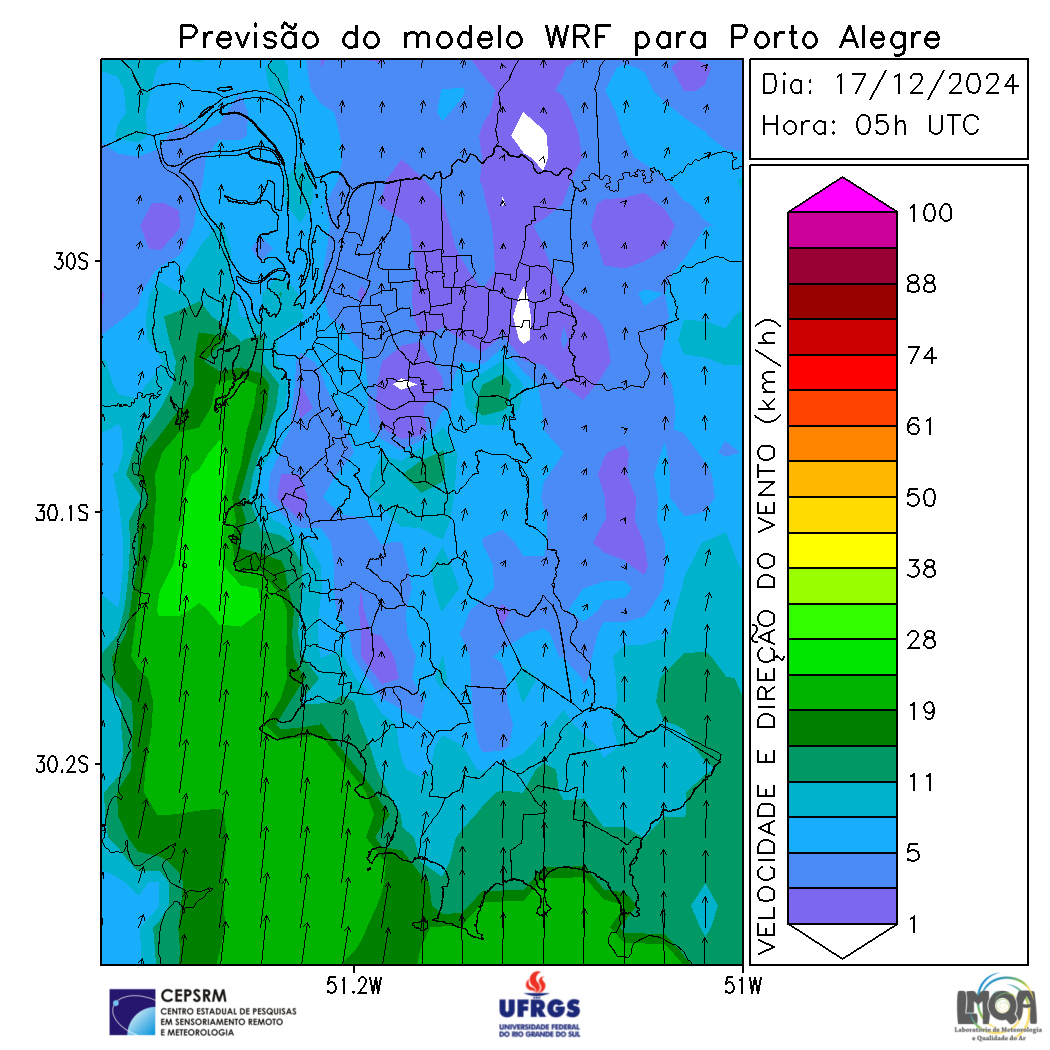 Previsão do modelo WRF para Porto Alegre
Dia: 17/12/2024
Hora: 05h UTC
30S
30.1S
30.2S
51.2W
51W
VELOCIDADE E DIREÇÃO DO VENTO (km/h)
100
88
74
61
50
38
28
19
11
5
1
CEPSRM
CENTRO ESTADUAL DE PESQUISAS
EM SENSORIAMENTO REMOTO
E METEOROLOGIA
UFRGS
UNIVERSIDADE FEDERAL
DO RIO GRANDE DO SUL
LMQA
Laboratório de Meteorologia
e Qualidade do Ar